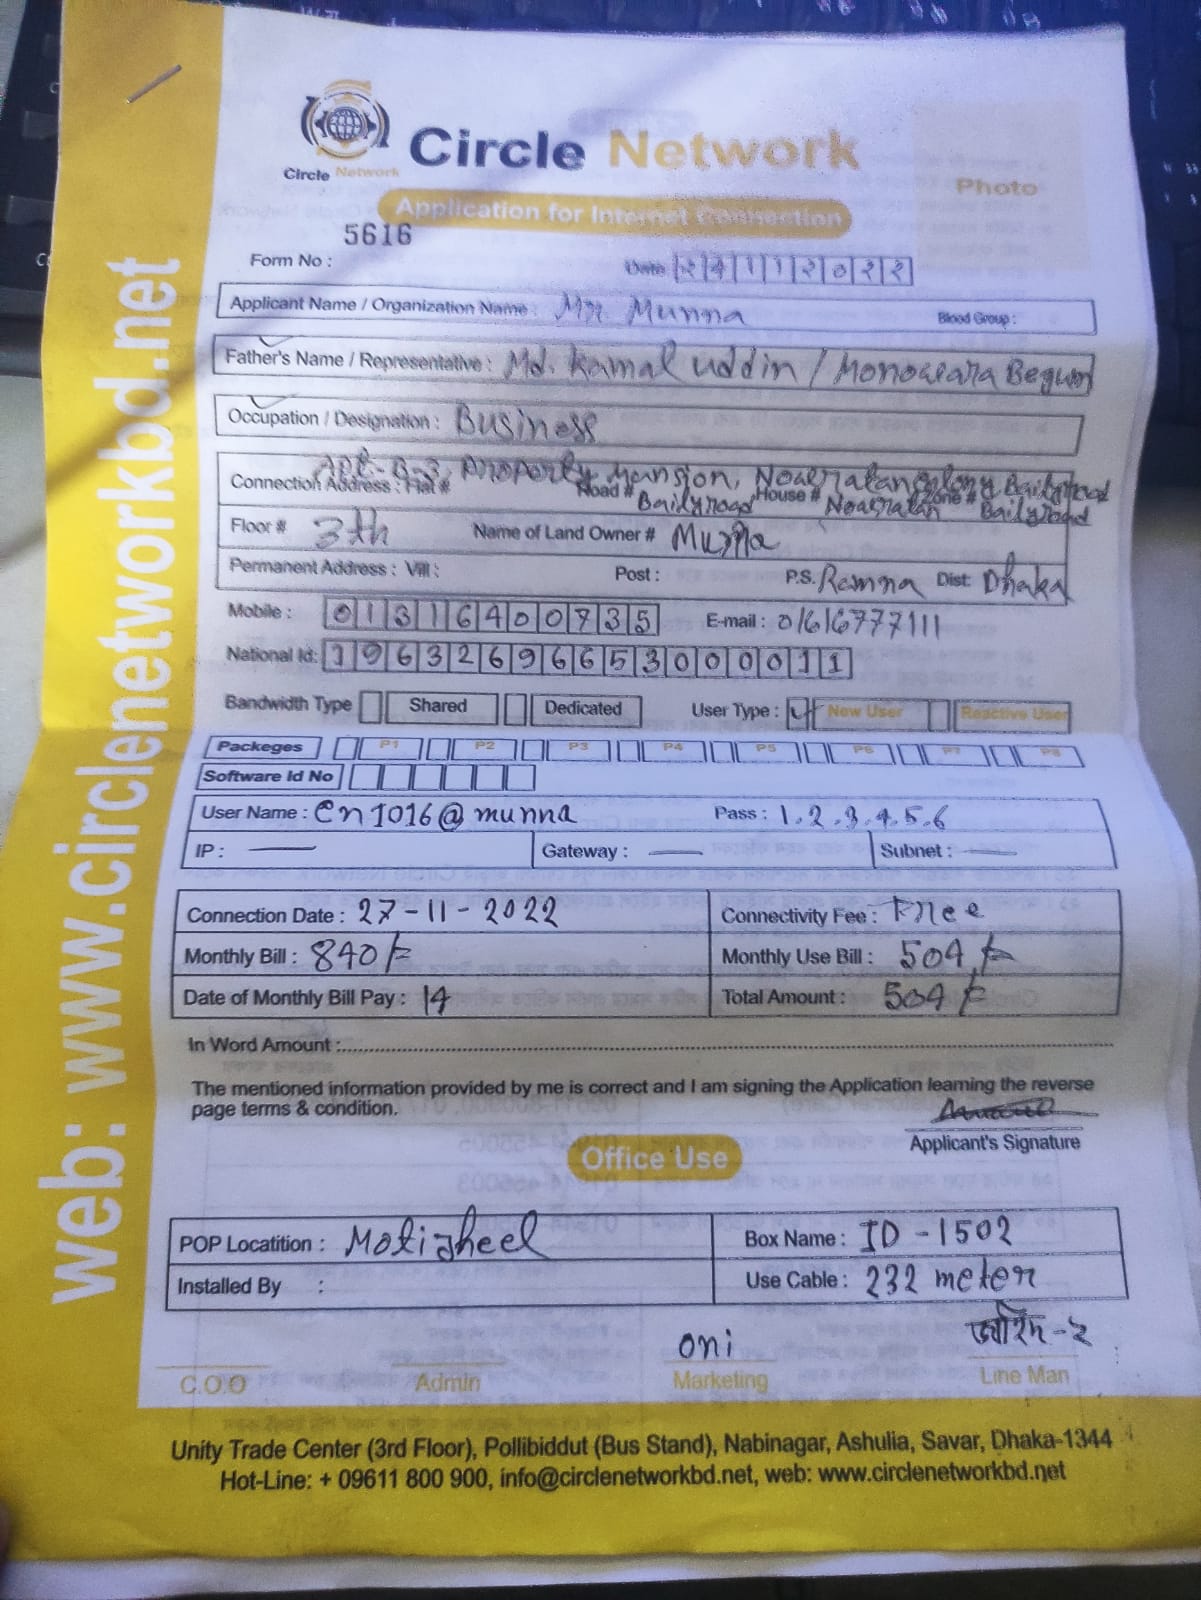 Circle Network
Circle Network
Photo
Application for Internet Connection
5616
Form No :
Date
Applicant Name / Organization Name : Mr. Munna Blood Group :
Father's Name / Representative : Md. Kamal Uddin / Monowara Begum
Occupation / Designation : Business
Apt-B-3, Property Mansion,
Connection Address : Flat # Road # Bailyroad House # Zone # Bailyroad
Floor # 3th Name of Land Owner # Munna
Permanent Address : Vill : Post : P.S. Ramna Dist: Dhaka
Mobile : 01316400735 E-mail : 01616777111
National Id: 19632696653000011
Bandwidth Type Shared Dedicated User Type : New User Reactive User
Packeges P1 P2 P3 P4 P5 P6 P7 P8
Software Id No
User Name : cn1016@munna Pass : 1.2.3.4.5.6
IP : Gateway : Subnet :
Connection Date : 27-11-2022 Connectivity Fee : Free
Monthly Bill : 840/= Monthly Use Bill : 504/=
Date of Monthly Bill Pay : 14 Total Amount : 504/=
In Word Amount :
The mentioned information provided by me is correct and I am signing the Application learning the reverse
page terms & condition.
Applicant's Signature
Office Use
POP Locatition : Motijheel Box Name : ID-1502
Installed By : Use Cable : 232 meter
oni
C.O.O Admin Marketing Line Man
Unity Trade Center (3rd Floor), Pollibiddut (Bus Stand), Nabinagar, Ashulia, Savar, Dhaka-1344
Hot-Line: + 09611 800 900, info@circlenetworkbd.net, web: www.circlenetworkbd.net
web: www.circlenetworkbd.net